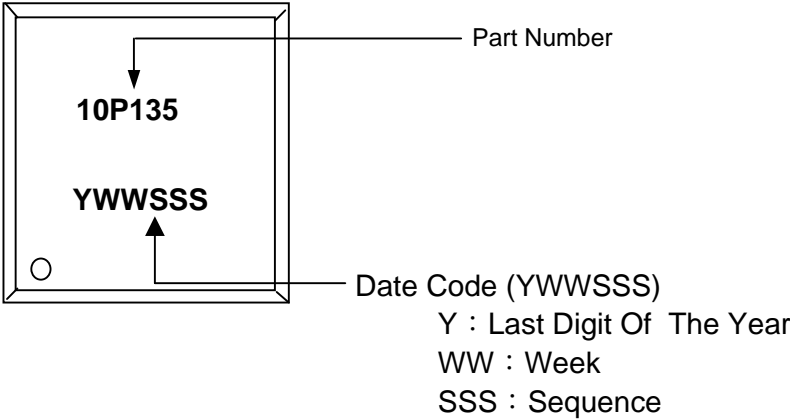 Part Number
10P135
YWWSSS
Date Code (YWWSSS)
Y：Last Digit Of The Year
WW：Week
SSS：Sequence